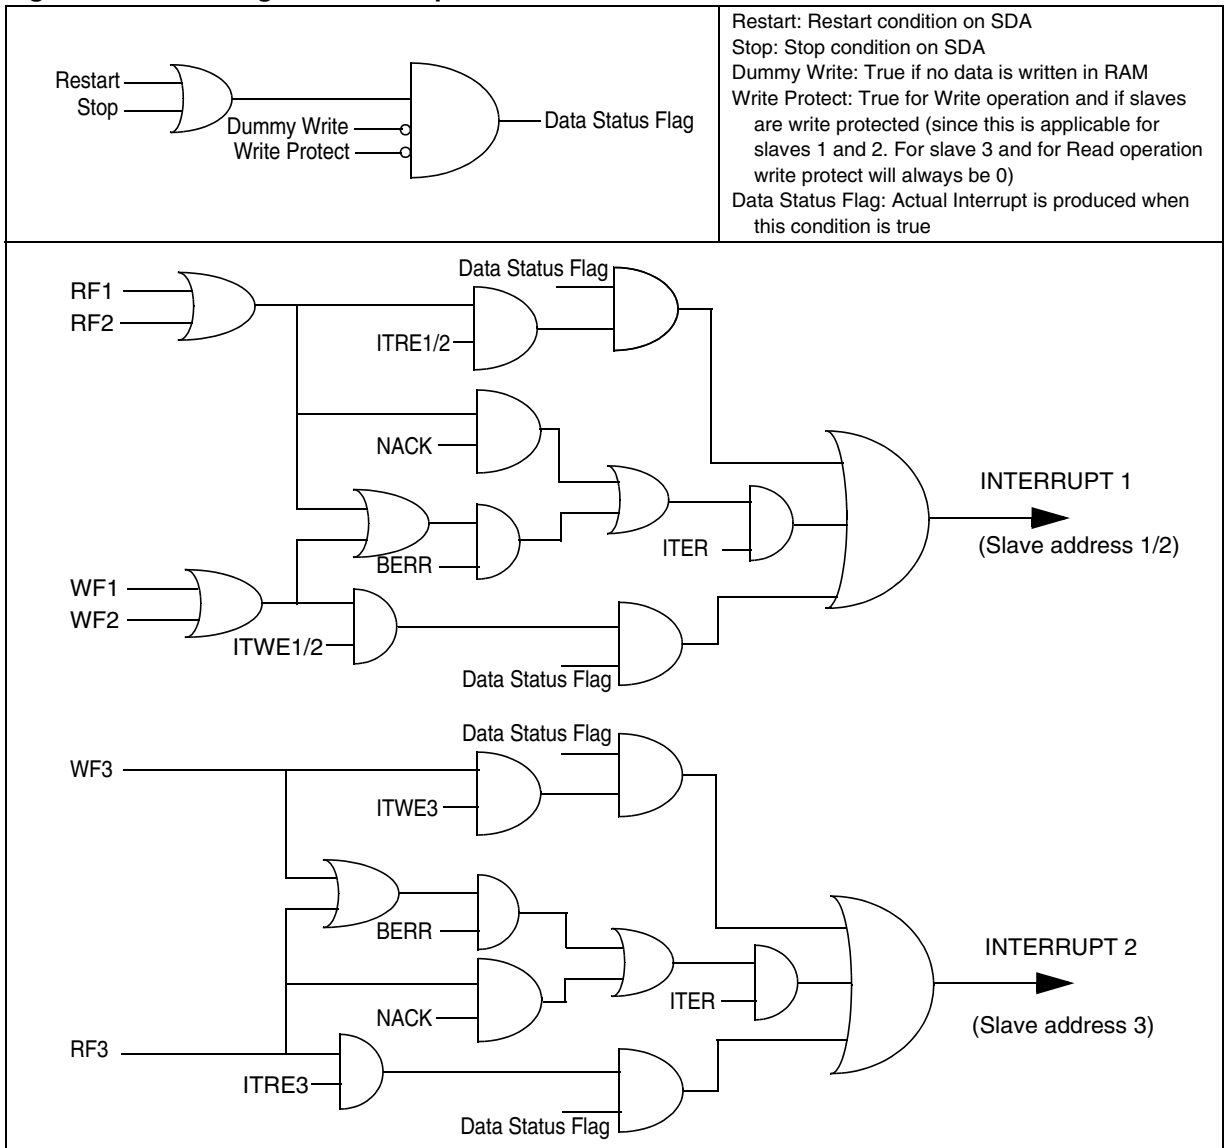 Restart
Stop
Dummy Write
Write Protect
Data Status Flag
Restart: Restart condition on SDA
Stop: Stop condition on SDA
Dummy Write: True if no data is written in RAM
Write Protect: True for Write operation and if slaves
are write protected (since this is applicable for
slaves 1 and 2. For slave 3 and for Read operation
write protect will always be 0)
Data Status Flag: Actual Interrupt is produced when
this condition is true
Data Status Flag
RF1
RF2
ITRE1/2
NACK
INTERRUPT 1
ITER
(Slave address 1/2)
BERR
WF1
WF2
ITWE1/2
Data Status Flag
Data Status Flag
WF3
ITWE3
BERR
INTERRUPT 2
ITER
NACK
(Slave address 3)
RF3
ITRE3
Data Status Flag